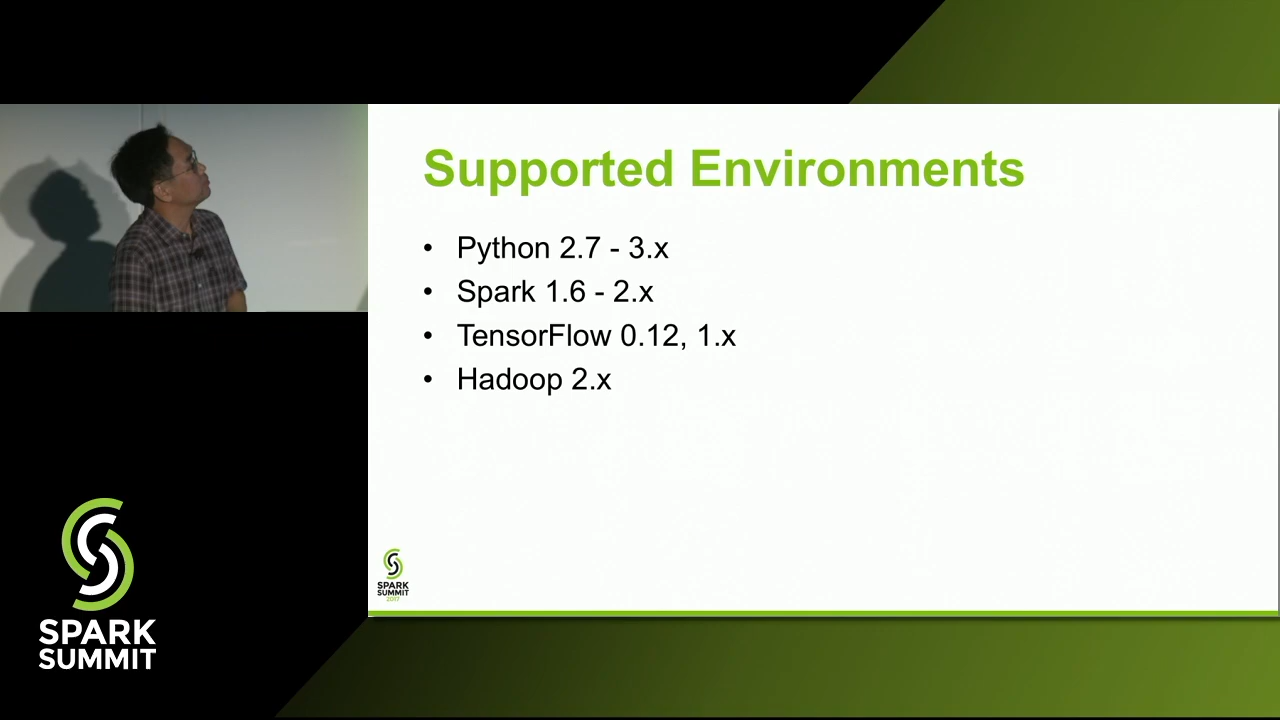 Supported Environments
• Python 2.7 - 3.x
• Spark 1.6 - 2.x
• TensorFlow 0.12, 1.x
• Hadoop 2.x
SPARK
SUMMIT
2017
SPARK
SUMMIT